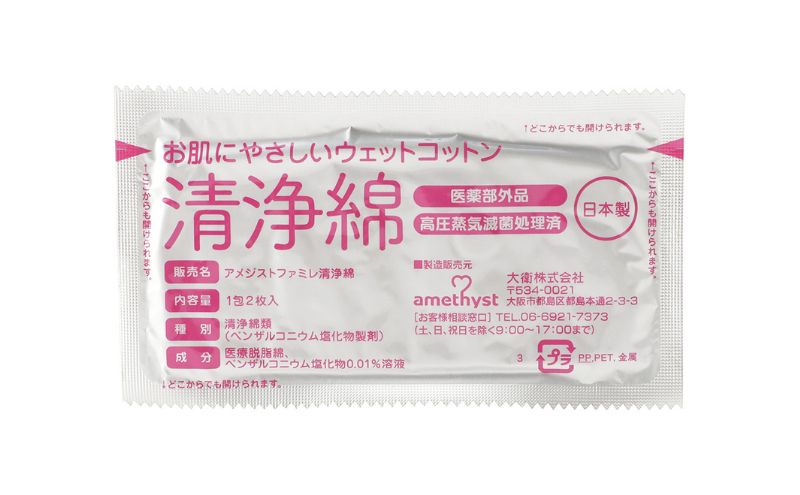 ↑どこからでも開けられます。
お肌にやさしいウェットコットン
清浄綿
医薬部外品
高圧蒸気滅菌処理済
日本製
↑ここからも開けられます。
↑ここからも開けられます。
販売名 アメジストファミレ清浄綿
内容量 1包2枚入
種別 清浄綿類
(ベンザルコニウム塩化物製剤)
成分 医療脱脂綿、
ベンザルコニウム塩化物0.01%溶液
■製造販売元
amethyst
大衛株式会社
〒534-0021
大阪市都島区都島本通2-3-3
[お客様相談窓口] TEL.06-6921-7373
(土、日、祝日を除く9:00~17:00まで)
3 プラ PP,PET, 金属
↓どこからでも開けられます。